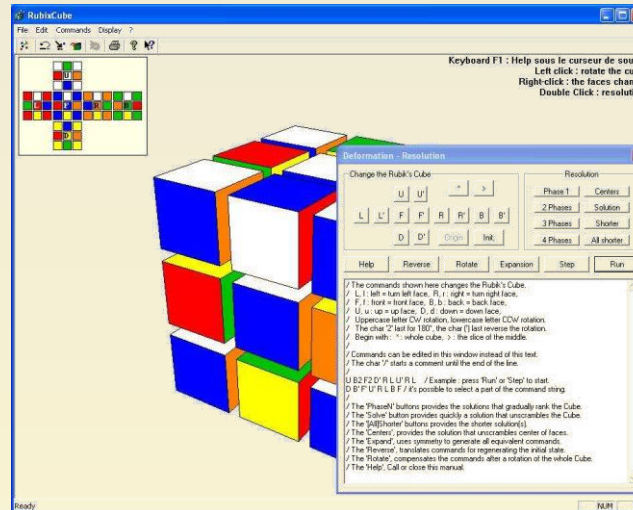 RubixCube
File Edit Commands Display ?
Keyboard F1 : Help sous le curseur de sou
Left click : rotate the cu
Right-click : the faces chan
Double Click : resoluti
U
D
Deformation - Resolution
Change the Rubik's Cube
Resolution
U U' ^ >
L L' F F' R R' B B'
D D' Origin Init.
Phase 1 Centers
2 Phases Solution
3 Phases Shorter
4 Phases All shorter
Help Reverse Rotate Expansion Step Run
/ The commands shown here changes the Rubik's Cube.
/ L, l : left = turn left face, R, r : right = turn right face,
/ F, f : front = front face, B, b : back = back face,
/ U, u : up = up face, D, d : down = down face,
/ Uppercase letter CW rotation, lowercase letter CCW rotation.
/ The char '2' last for 180°, the char (') last reverse the rotation.
/ Begin with : ^ : whole cube, > : the slice of the middle.
/
/ Commands can be edited in this window instead of this text.
/ The char '/' starts a comment until the end of the line.
/
U B2 F2 D' R L U' R L / Example : press 'Run' or 'Step' to start.
D B' F' U' R L B F / it's possible to select a part of the command string.
/
/ The 'PhaseN' buttons provides the solutions that gradually rank the Cube.
/ The 'Solve' button provides quickly a solution that unscrambles the Cube.
/ The '[All]Shorter' buttons provides the shorter solution(s).
/ The 'Centers', provides the solution that unscrambles center of faces.
/ The 'Expand', uses symetry to generate all equivalent commands.
/ The 'Reverse', translates commands for regenerating the initial state.
/ The 'Rotate', compensates the commands after a rotation of the whole Cube.
/ The 'Help', Call or close this manual.
Ready
NUM